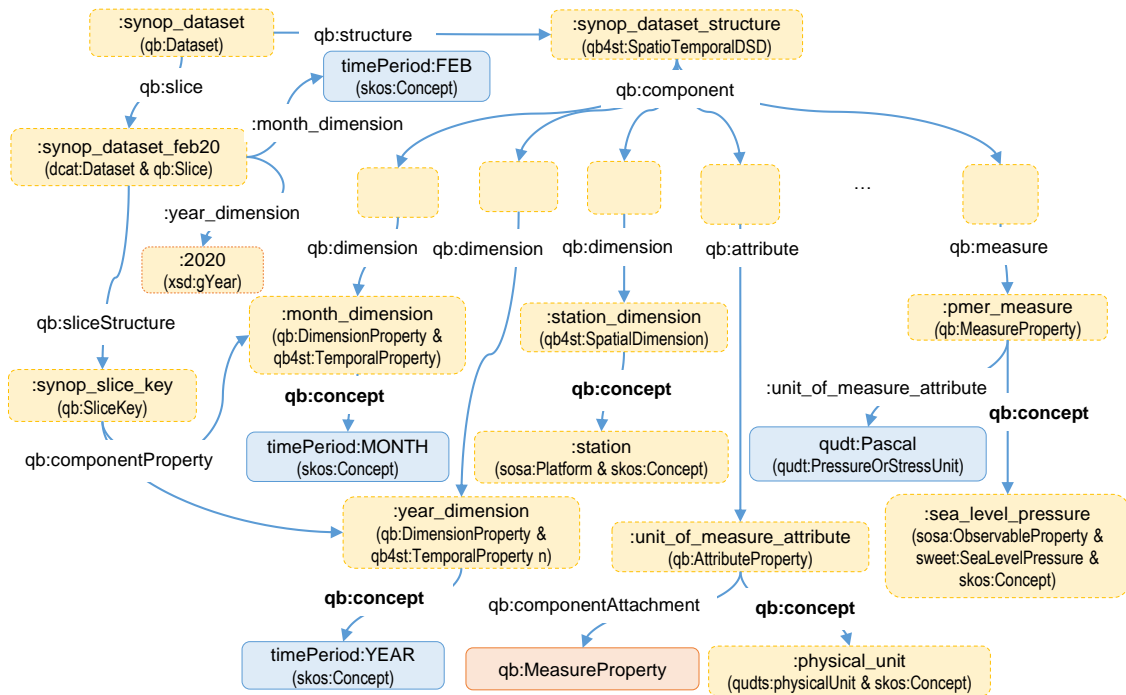 :synop_dataset
(qb:Dataset)
qb:structure
:synop_dataset_structure
(qb4st:SpatioTemporalDSD)
timePeriod:FEB
(skos:Concept)
qb:slice
qb:component
:month_dimension
:synop_dataset_feb20
(dcat:Dataset & qb:Slice)
...
:year_dimension
qb:dimension
qb:dimension
qb:dimension
qb:attribute
qb:measure
:2020
(xsd:gYear)
qb:sliceStructure
:month_dimension
(qb:DimensionProperty &
qb4st:TemporalProperty)
:station_dimension
(qb4st:SpatialDimension)
:pmer_measure
(qb:MeasureProperty)
:synop_slice_key
(qb:SliceKey)
qb:concept
qb:concept
:unit_of_measure_attribute
qb:concept
qb:componentProperty
timePeriod:MONTH
(skos:Concept)
:station
(sosa:Platform & skos:Concept)
qudt:Pascal
(qudt:PressureOrStressUnit)
:year_dimension
(qb:DimensionProperty &
qb4st:TemporalProperty n)
:unit_of_measure_attribute
(qb:AttributeProperty)
:sea_level_pressure
(sosa:ObservableProperty &
sweet:SeaLevelPressure &
skos:Concept)
qb:concept
qb:componentAttachment
qb:concept
timePeriod:YEAR
(skos:Concept)
qb:MeasureProperty
:physical_unit
(qudts:physicalUnit & skos:Concept)